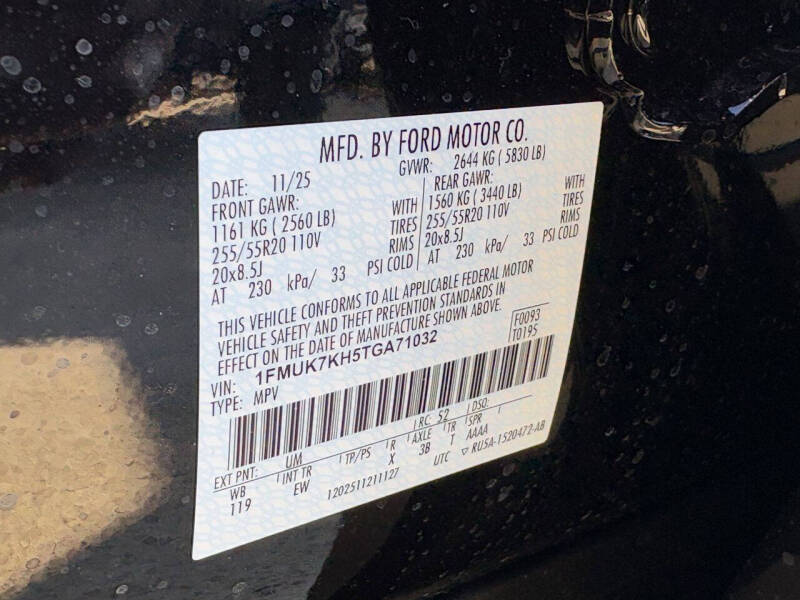 MFD. BY FORD MOTOR CO.
DATE: 11/25 GVWR: 2644 KG ( 5830 LB)
FRONT GAWR: REAR GAWR:
1161 KG ( 2560 LB) WITH 1560 KG ( 3440 LB) WITH
255/55R20 110V TIRES 255/55R20 110V TIRES
20x8.5J RIMS 20x8.5J RIMS
AT 230 kPa/ 33 PSI COLD AT 230 kPa/ 33 PSI COLD
THIS VEHICLE CONFORMS TO ALL APPLICABLE FEDERAL MOTOR
VEHICLE SAFETY AND THEFT PREVENTION STANDARDS IN
EFFECT ON THE DATE OF MANUFACTURE SHOWN ABOVE.
F0093
T0195
VIN: 1FMUK7KH5TGA71032
TYPE: MPV
EXT PNT: UM RC: 52 DSO:
WB INT TR TP/PS R AXLE TR SPR
119 EW X 3B T AAAA
1202511211127 UTC ▽ RU5A-1520472-AB